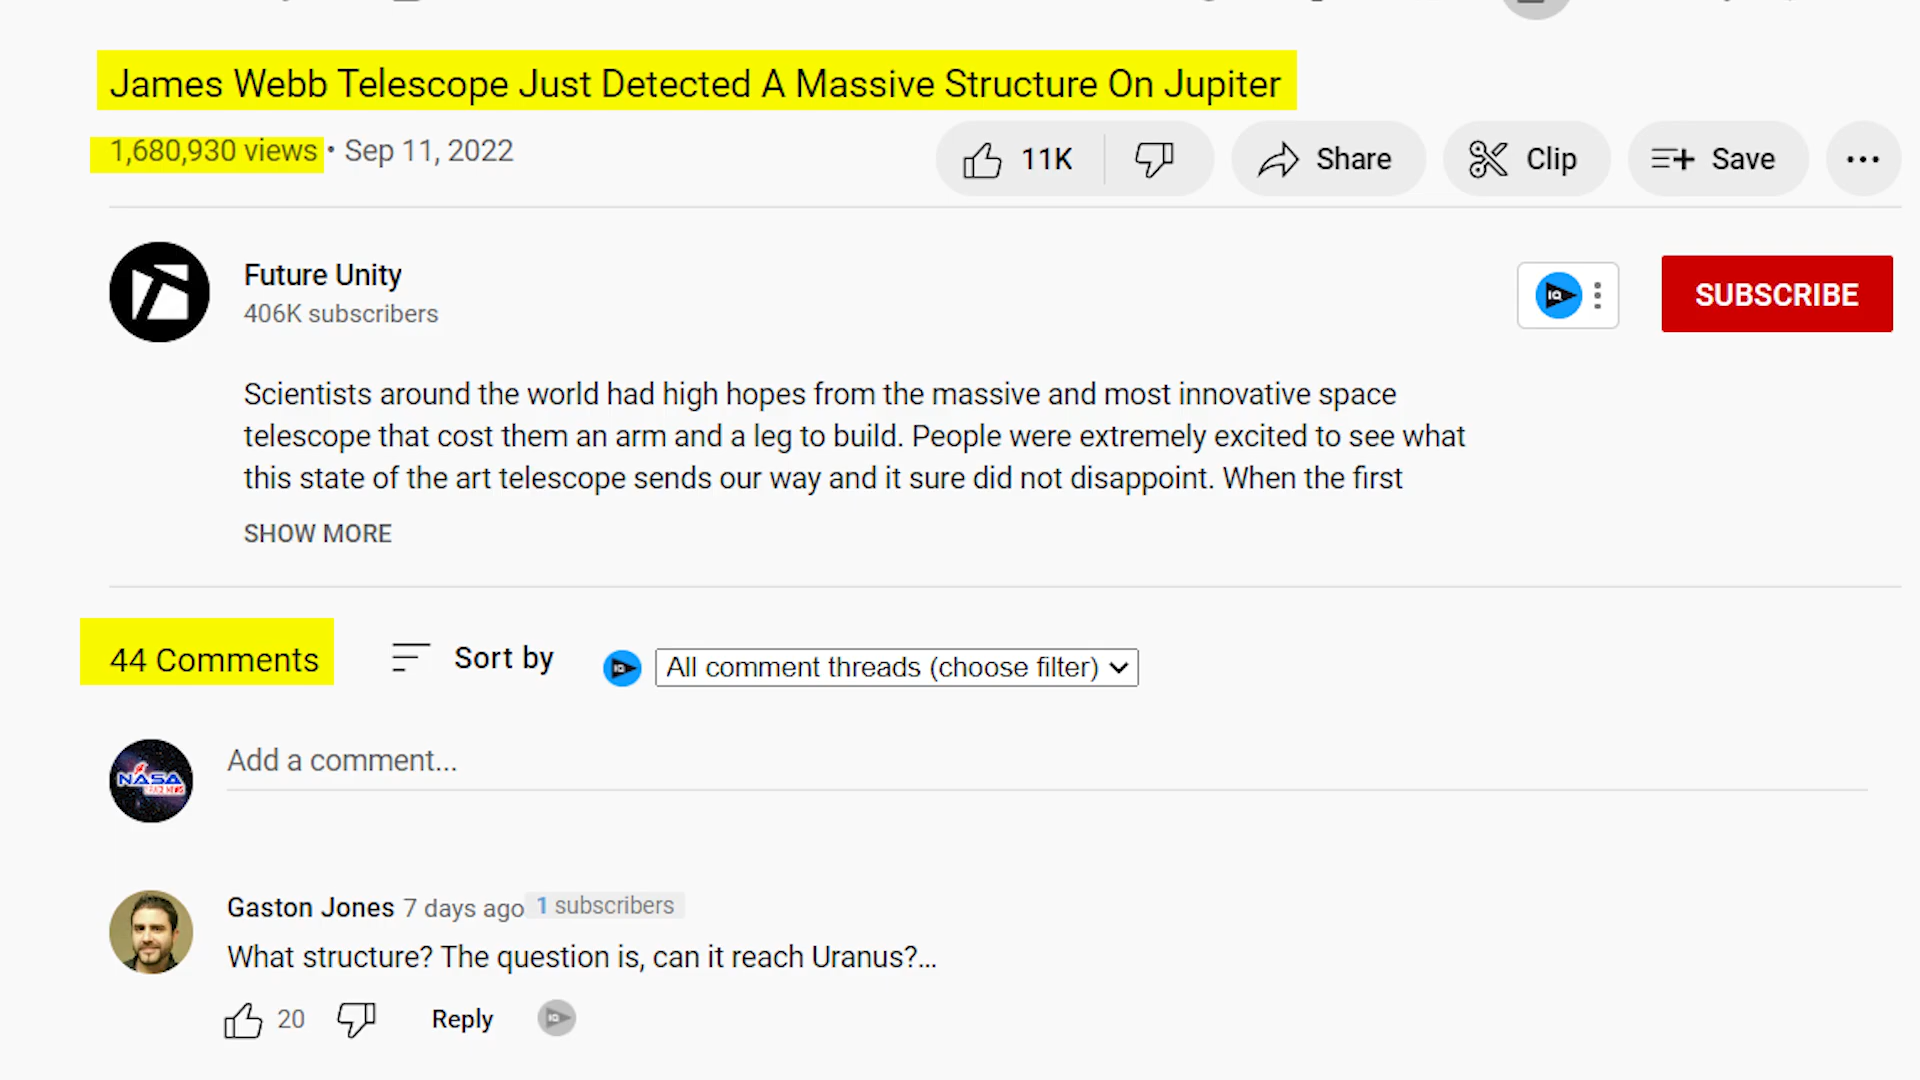 James Webb Telescope Just Detected A Massive Structure On Jupiter
1,680,930 views • Sep 11, 2022
11K
Share
Clip
Save
Future Unity
406K subscribers
IQ
SUBSCRIBE
Scientists around the world had high hopes from the massive and most innovative space
telescope that cost them an arm and a leg to build. People were extremely excited to see what
this state of the art telescope sends our way and it sure did not disappoint. When the first
SHOW MORE
44 Comments
Sort by
IQ
All comment threads (choose filter)
NASA
Add a comment...
Gaston Jones 7 days ago 1 subscribers
What structure? The question is, can it reach Uranus?...
20
Reply
IQ